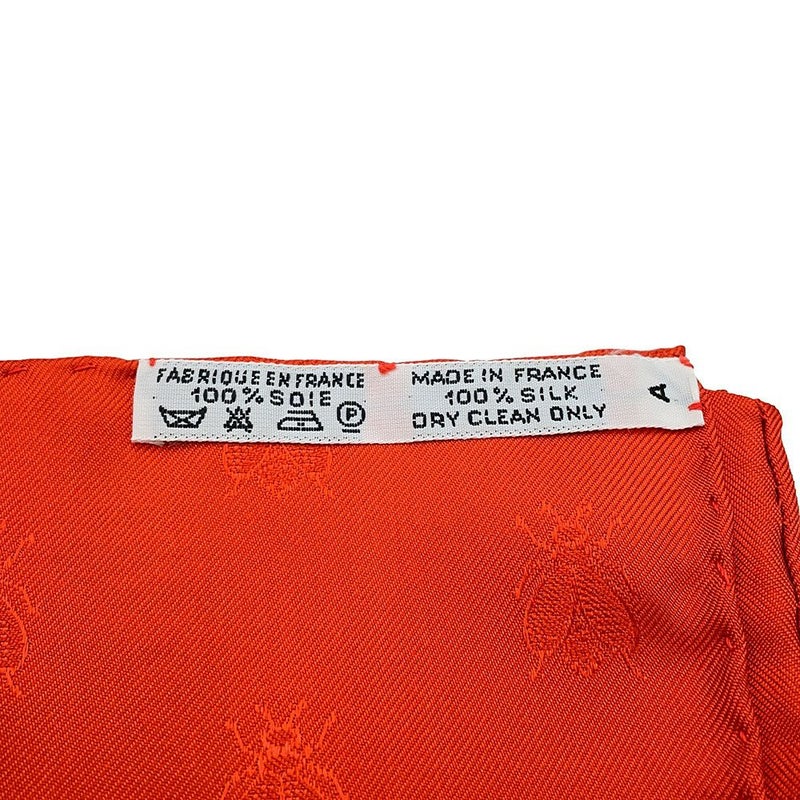 FABRIQUE EN FRANCE
100% SOIE
P
MADE IN FRANCE
100% SILK
DRY CLEAN ONLY
A